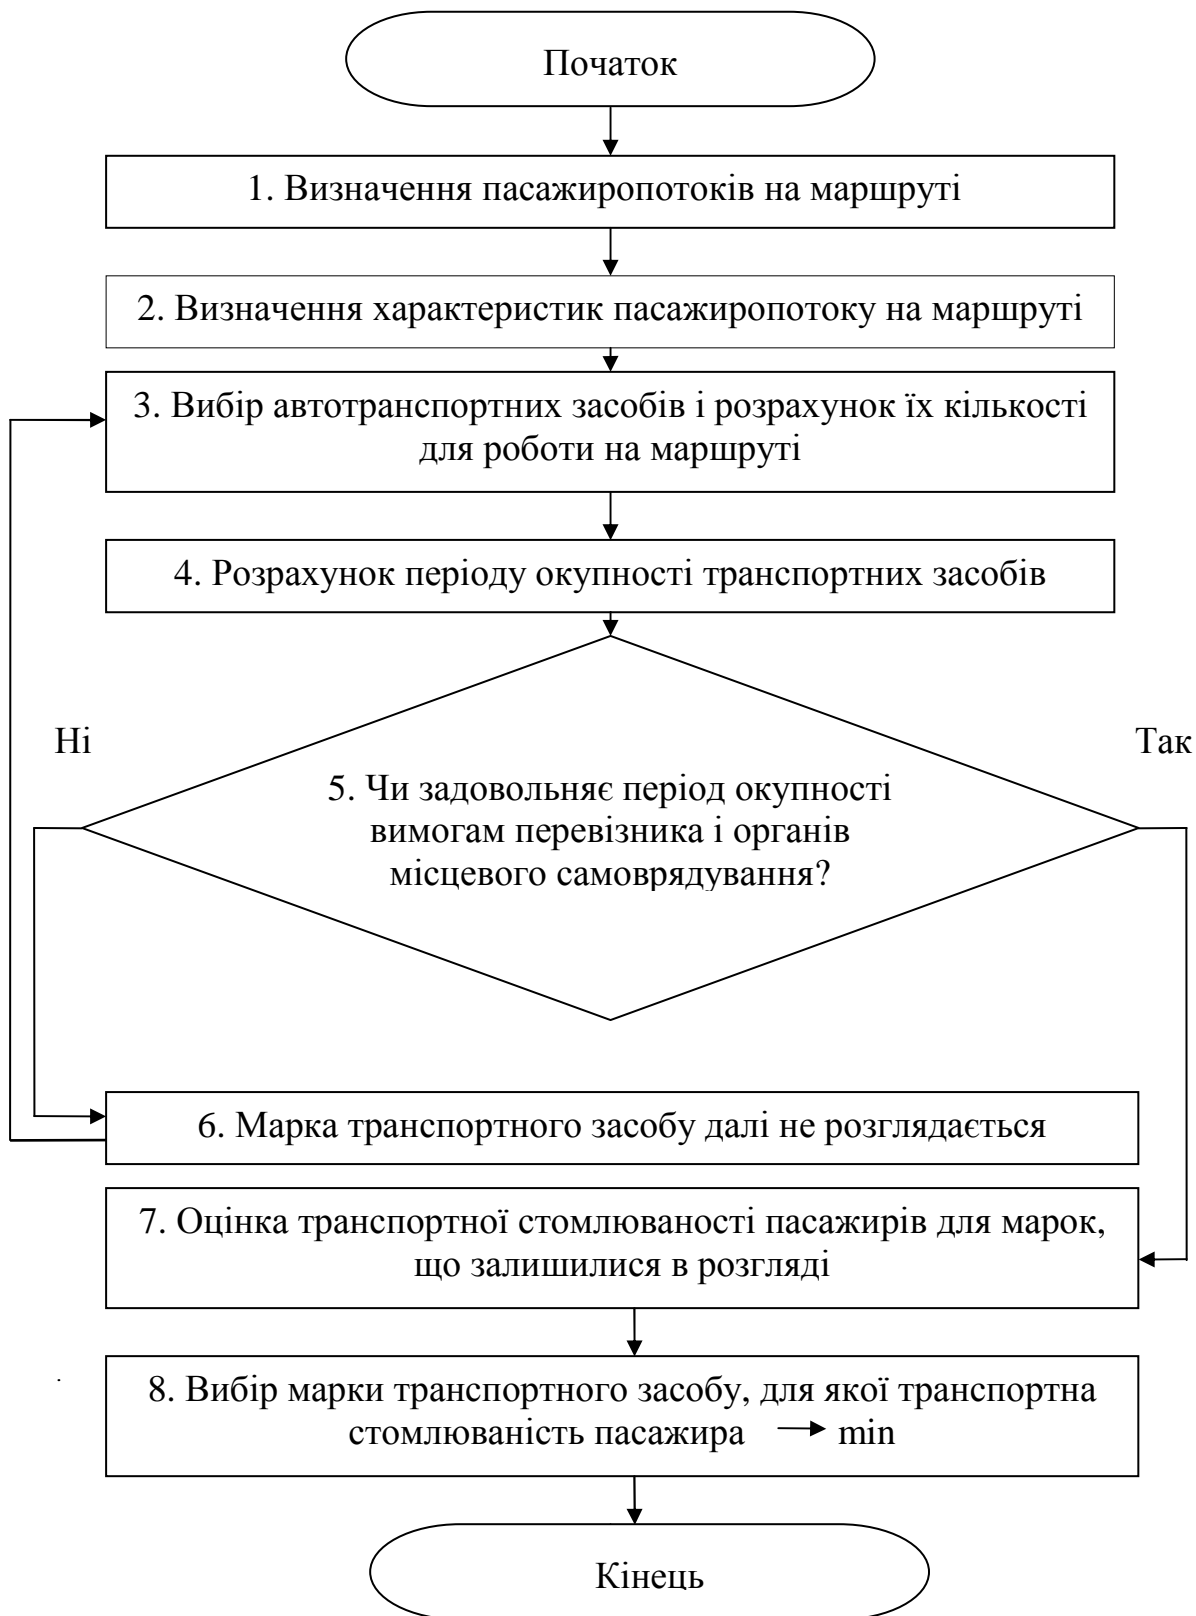 Початок
1. Визначення пасажиропотоків на маршруті
2. Визначення характеристик пасажиропотоку на маршруті
3. Вибір автотранспортних засобів і розрахунок їх кількості
для роботи на маршруті
4. Розрахунок періоду окупності транспортних засобів
Ні
Так
5. Чи задовольняє період окупності
вимогам перевізника і органів
місцевого самоврядування?
6. Марка транспортного засобу далі не розглядається
7. Оцінка транспортної стомлюваності пасажирів для марок,
що залишилися в розгляді
8. Вибір марки транспортного засобу, для якої транспортна
стомлюваність пасажира → min
Кінець